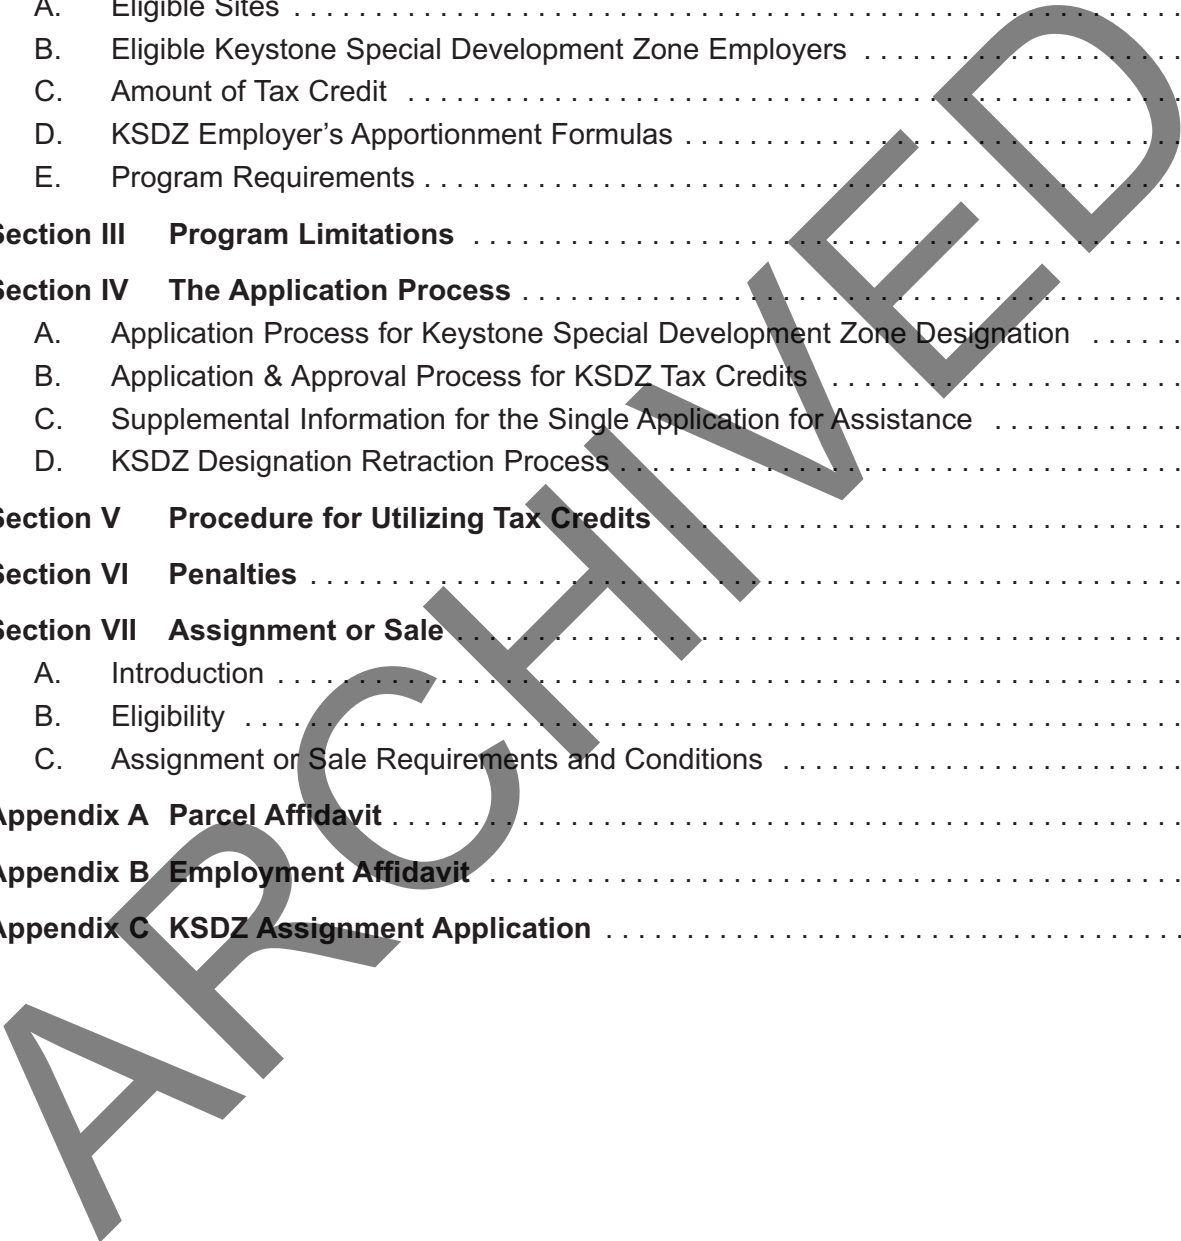 A. Eligible Sites . . . . . . . . . . . . . . . . . . . . . . . . . . . . . . . . . . . . . . . . . . . . . . . . . . . . . . .
B. Eligible Keystone Special Development Zone Employers . . . . . . . . . . . . . . . . . . . .
C. Amount of Tax Credit . . . . . . . . . . . . . . . . . . . . . . . . . . . . . . . . . . . . . . . . . . . . . . . .
D. KSDZ Employer’s Apportionment Formulas . . . . . . . . . . . . . . . . . . . . . . . . . . . . . . .
E. Program Requirements . . . . . . . . . . . . . . . . . . . . . . . . . . . . . . . . . . . . . . . . . . . . . . .
Section III Program Limitations . . . . . . . . . . . . . . . . . . . . . . . . . . . . . . . . . . . . . . . . . . . .
Section IV The Application Process . . . . . . . . . . . . . . . . . . . . . . . . . . . . . . . . . . . . . . . . .
A. Application Process for Keystone Special Development Zone Designation . . . . . .
B. Application & Approval Process for KSDZ Tax Credits . . . . . . . . . . . . . . . . . . . . . .
C. Supplemental Information for the Single Application for Assistance . . . . . . . . . . . .
D. KSDZ Designation Retraction Process . . . . . . . . . . . . . . . . . . . . . . . . . . . . . . . . . . .
Section V Procedure for Utilizing Tax Credits . . . . . . . . . . . . . . . . . . . . . . . . . . . . . . . .
Section VI Penalties . . . . . . . . . . . . . . . . . . . . . . . . . . . . . . . . . . . . . . . . . . . . . . . . . . . . . .
Section VII Assignment or Sale . . . . . . . . . . . . . . . . . . . . . . . . . . . . . . . . . . . . . . . . . . . . .
A. Introduction . . . . . . . . . . . . . . . . . . . . . . . . . . . . . . . . . . . . . . . . . . . . . . . . . . . . . . . .
B. Eligibility . . . . . . . . . . . . . . . . . . . . . . . . . . . . . . . . . . . . . . . . . . . . . . . . . . . . . . . . . .
C. Assignment or Sale Requirements and Conditions . . . . . . . . . . . . . . . . . . . . . . . . .
Appendix A Parcel Affidavit . . . . . . . . . . . . . . . . . . . . . . . . . . . . . . . . . . . . . . . . . . . . . . . . .
Appendix B Employment Affidavit . . . . . . . . . . . . . . . . . . . . . . . . . . . . . . . . . . . . . . . . . . .
Appendix C KSDZ Assignment Application . . . . . . . . . . . . . . . . . . . . . . . . . . . . . . . . . . . .
ARCHIVED